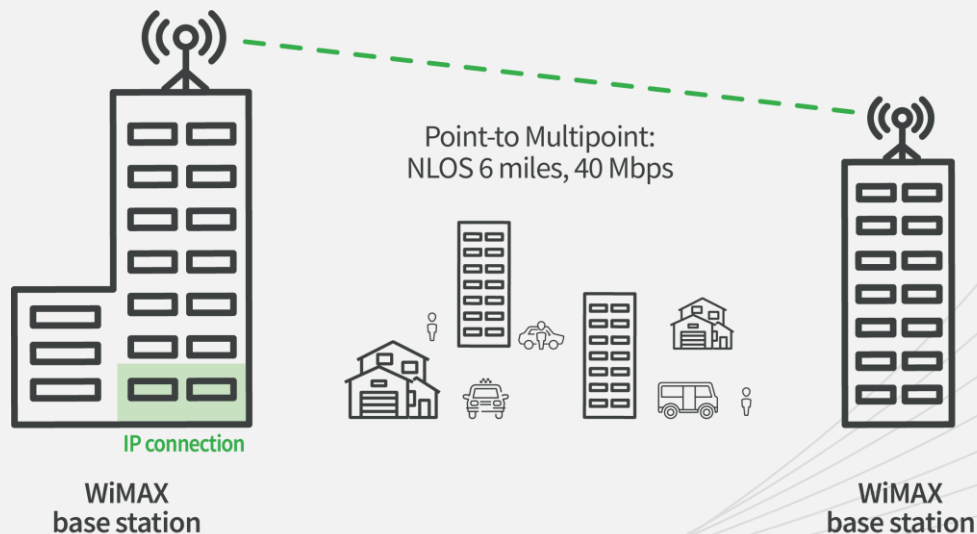 Point-to Multipoint:
NLOS 6 miles, 40 Mbps
IP connection
WiMAX
base station
WiMAX
base station